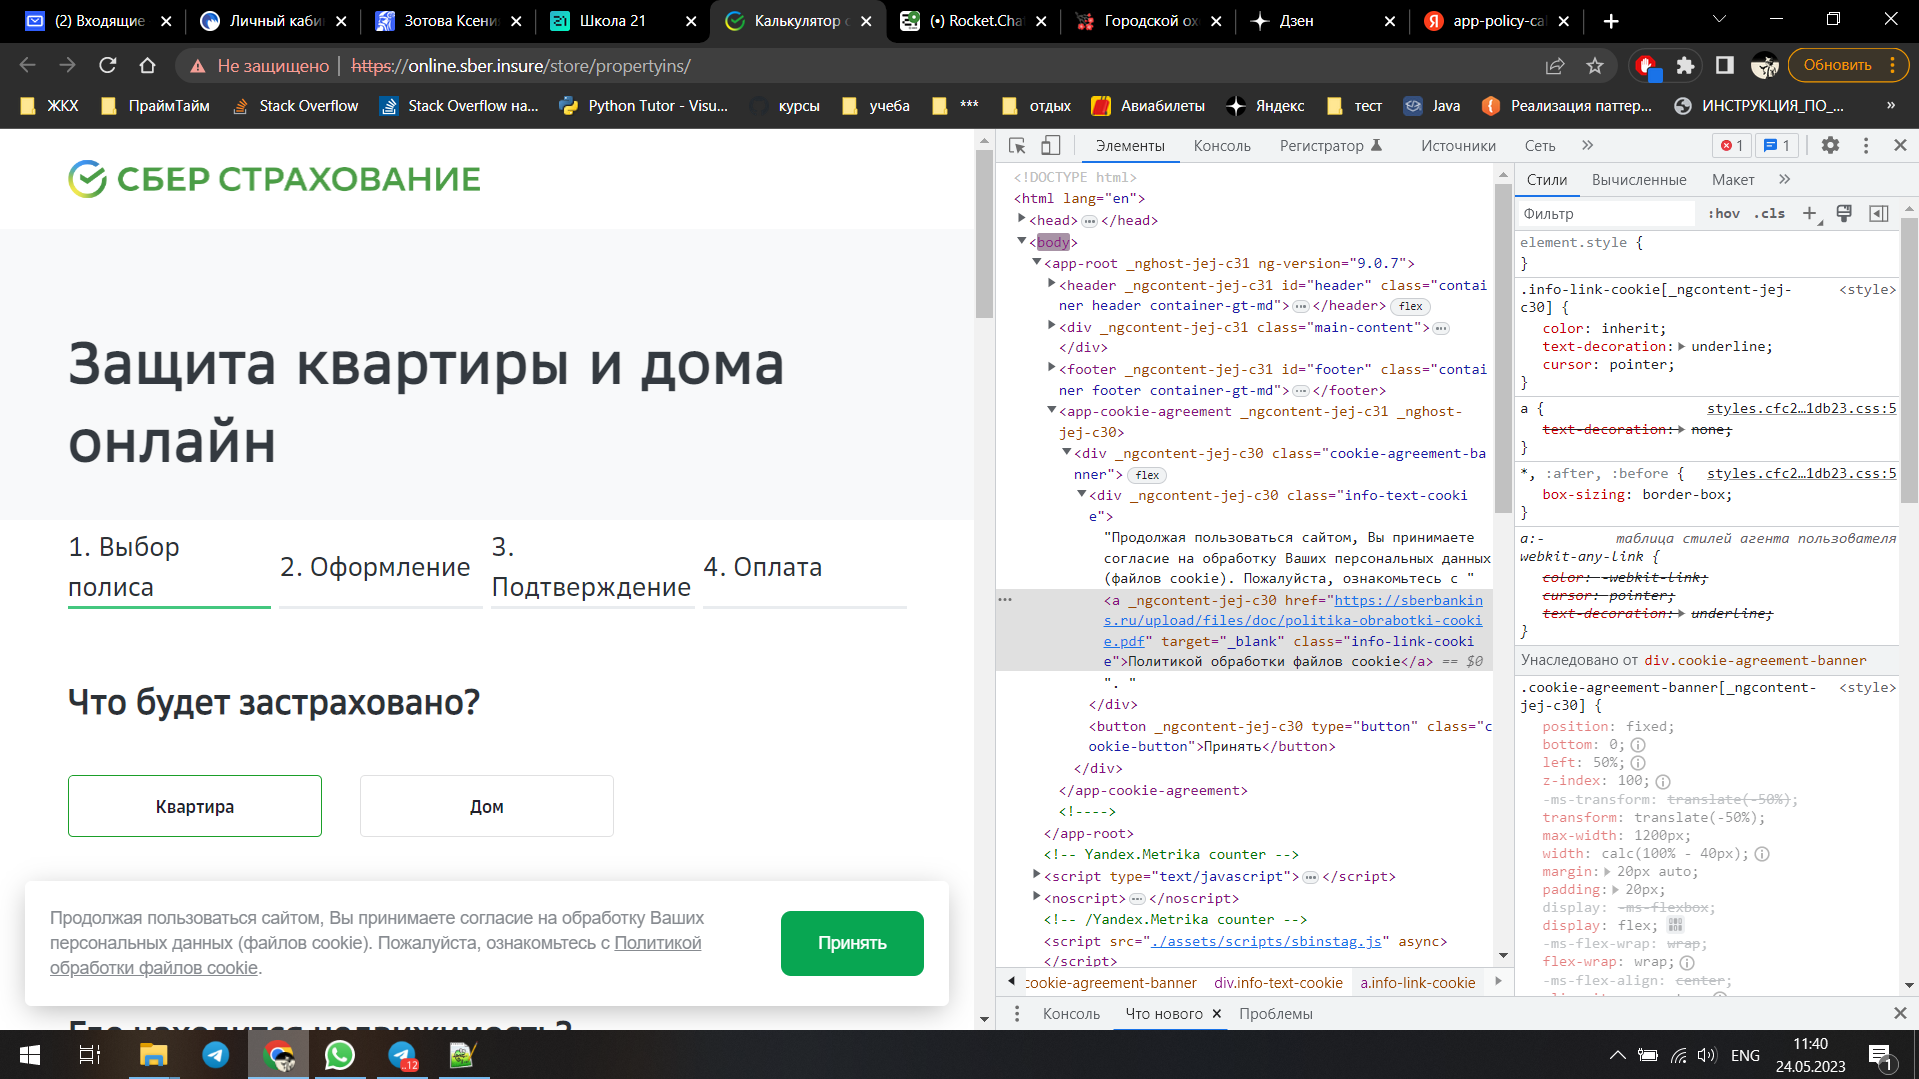 (2) Входящие
Личный каби
Зотова Ксени
Школа 21
Калькулятор с
(•) Rocket.Cha
Городской ох
Дзен
app-policy-cal
Не защищено | https://online.sber.insure/store/propertyins/
Обновить
ЖКХ
ПраймТайм
Stack Overflow
Stack Overflow на...
Python Tutor - Visu...
курсы
учеба
***
отдых
Авиабилеты
Яндекс
тест
Java
Реализация паттер...
ИНСТРУКЦИЯ_ПО_...
»
СБЕР СТРАХОВАНИЕ
Защита квартиры и дома
онлайн
1. Выбор
полиса
2. Оформление
3.
Подтверждение
4. Оплата
Что будет застраховано?
Квартира
Дом
Продолжая пользоваться сайтом, Вы принимаете согласие на обработку Ваших
персональных данных (файлов cookie). Пожалуйста, ознакомьтесь с Политикой
обработки файлов cookie.
Принять
Где находится недвижимость?
Элементы
Консоль
Регистратор
Источники
Сеть
»
1
1
<!DOCTYPE html>
<html lang="en">
<head> ... </head>
<body>
<app-root _nghost-jej-c31 ng-version="9.0.7">
<header _ngcontent-jej-c31 id="header" class="contai
ner header container-gt-md"> ... </header> flex
<div _ngcontent-jej-c31 class="main-content"> ...
</div>
<footer _ngcontent-jej-c31 id="footer" class="contai
ner footer container-gt-md"> ... </footer>
<app-cookie-agreement _ngcontent-jej-c31 _nghost-
jej-c30>
<div _ngcontent-jej-c30 class="cookie-agreement-ba
nner"> flex
<div _ngcontent-jej-c30 class="info-text-cooki
e">
"Продолжая пользоваться сайтом, Вы принимаете
согласие на обработку Ваших персональных данных
(файлов cookie). Пожалуйста, ознакомьтесь с "
<a _ngcontent-jej-c30 href="https://sberbankin
s.ru/upload/files/doc/politika-obrabotki-cooki
e.pdf" target="_blank" class="info-link-cooki
e">Политикой обработки файлов cookie</a> == $0
". "
</div>
<button _ngcontent-jej-c30 type="button" class="c
ookie-button">Принять</button>
</div>
</app-cookie-agreement>
<!---->
</app-root>
<!-- Yandex.Metrika counter -->
<script type="text/javascript"> ... </script>
<noscript> ... </noscript>
<!-- /Yandex.Metrika counter -->
<script src="./assets/scripts/sbinstag.js" async>
</script>
cookie-agreement-banner
div.info-text-cookie
a.info-link-cookie
Консоль
Что нового
Проблемы
Стили
Вычисленные
Макет
»
Фильтр
:hov
.cls
element.style {
}
.info-link-cookie[_ngcontent-jej- <style>
c30] {
color: inherit;
text-decoration: underline;
cursor: pointer;
}
a { styles.cfc2…1db23.css:5
text-decoration: none;
}
*, :after, :before { styles.cfc2…1db23.css:5
box-sizing: border-box;
}
a:- таблица стилей агента пользователя
webkit-any-link {
color: -webkit-link;
cursor: pointer;
text-decoration: underline;
}
Унаследовано от div.cookie-agreement-banner
.cookie-agreement-banner[_ngcontent- <style>
jej-c30] {
position: fixed;
bottom: 0;
left: 50%;
z-index: 100;
-ms-transform: translate(-50%);
transform: translate(-50%);
max-width: 1200px;
width: calc(100% - 40px);
margin: 20px auto;
padding: 20px;
display: -ms-flexbox;
display: flex;
-ms-flex-wrap: wrap;
flex-wrap: wrap;
-ms-flex-align: center;
..12
ENG
11:40
24.05.2023
1